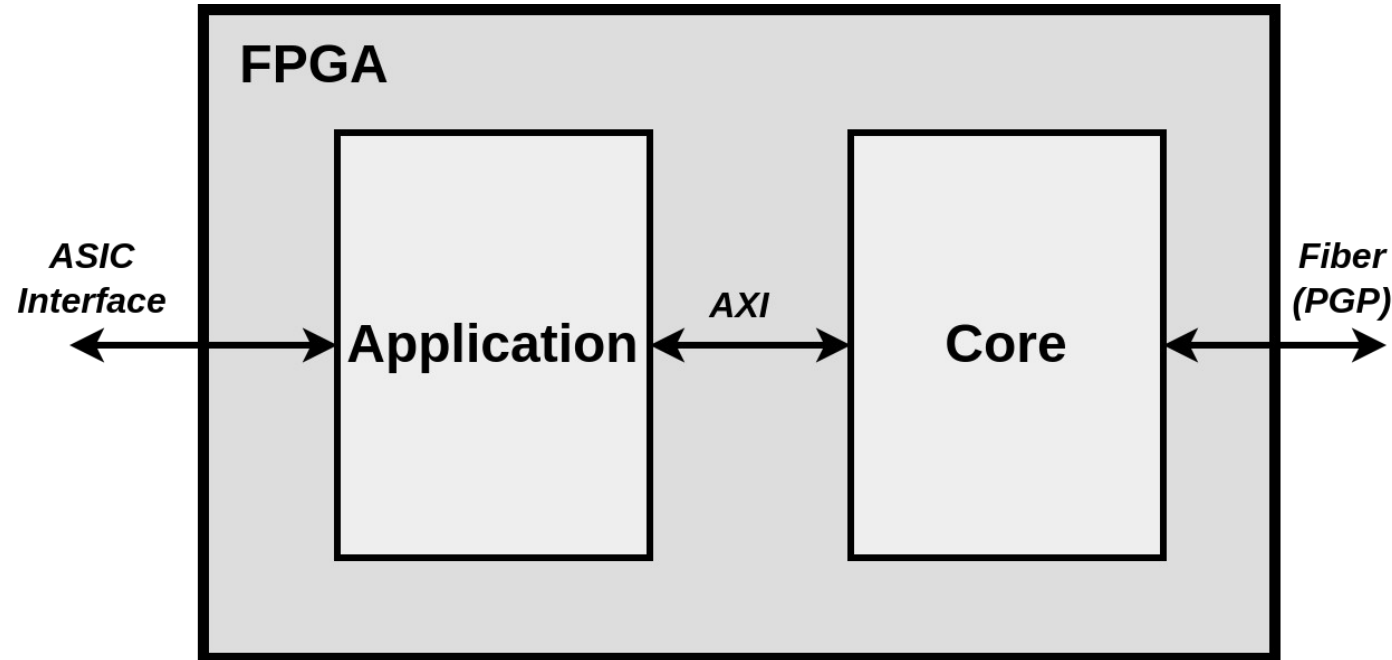 FPGA
ASIC
Interface
Application
AXI
Core
Fiber
(PGP)